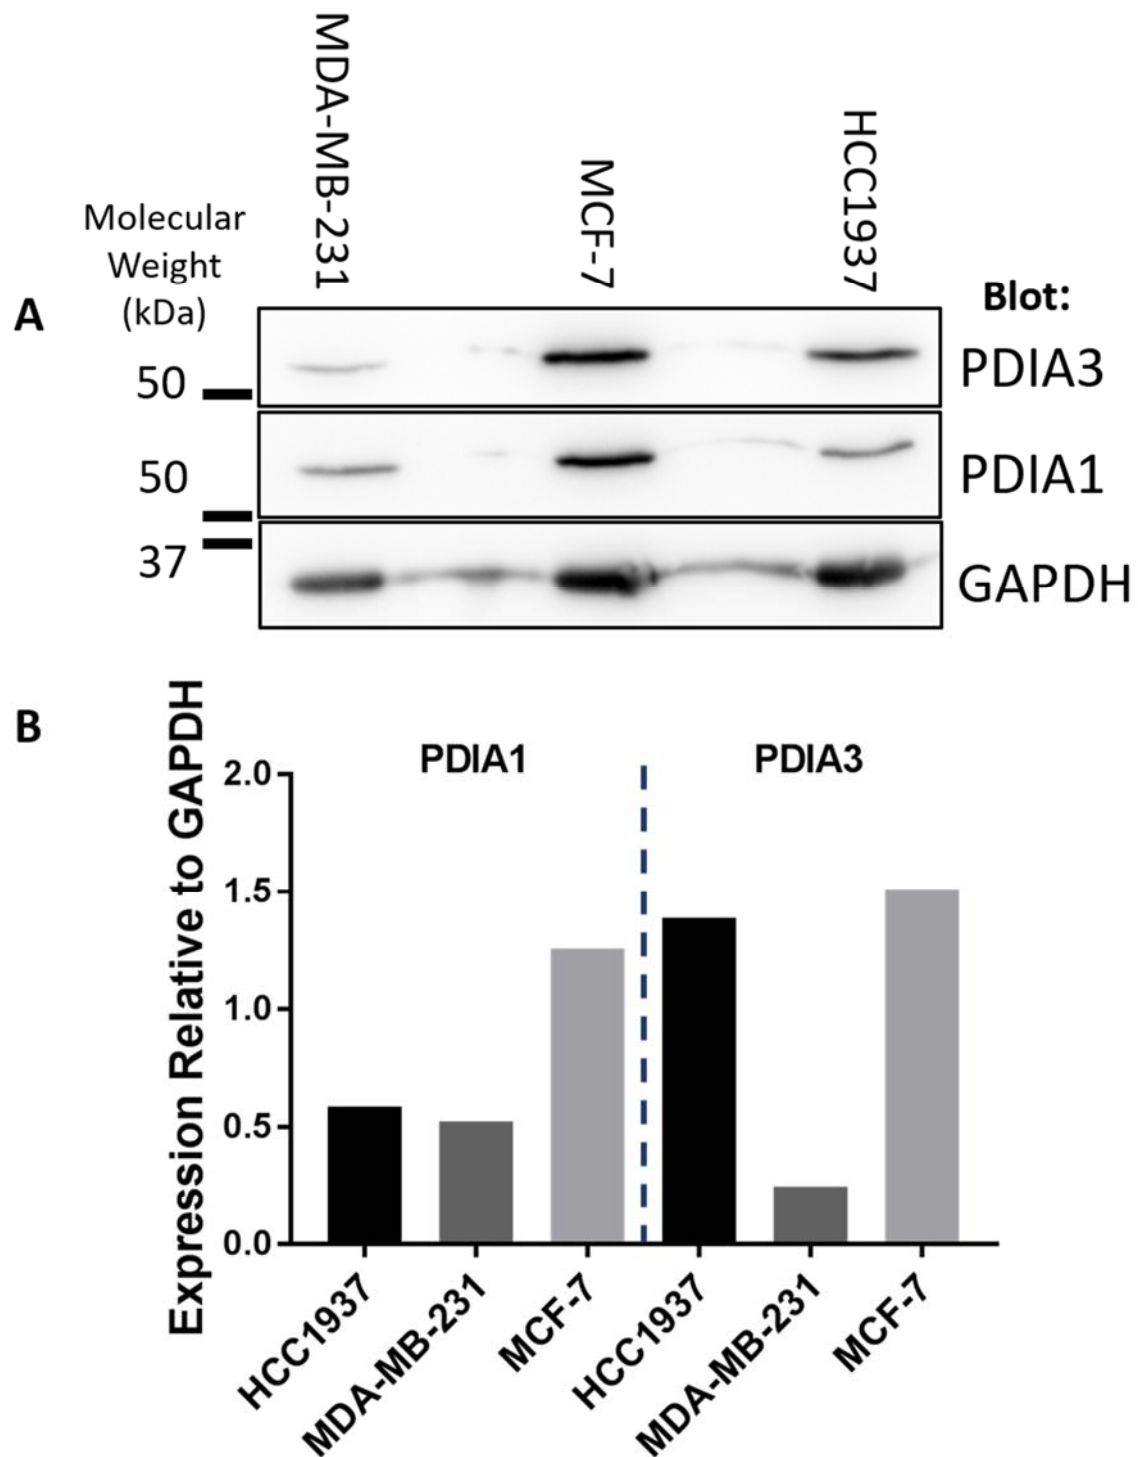 MDA-MB-231
MCF-7
HCC1937
Molecular
Weight
(kDa)
A
Blot:
50
PDIA3
50
PDIA1
37
GAPDH
B
Expression Relative to GAPDH
PDIA1
PDIA3
2.0
1.5
1.0
0.5
0.0
HCC1937
MDA-MB-231
MCF-7
HCC1937
MDA-MB-231
MCF-7